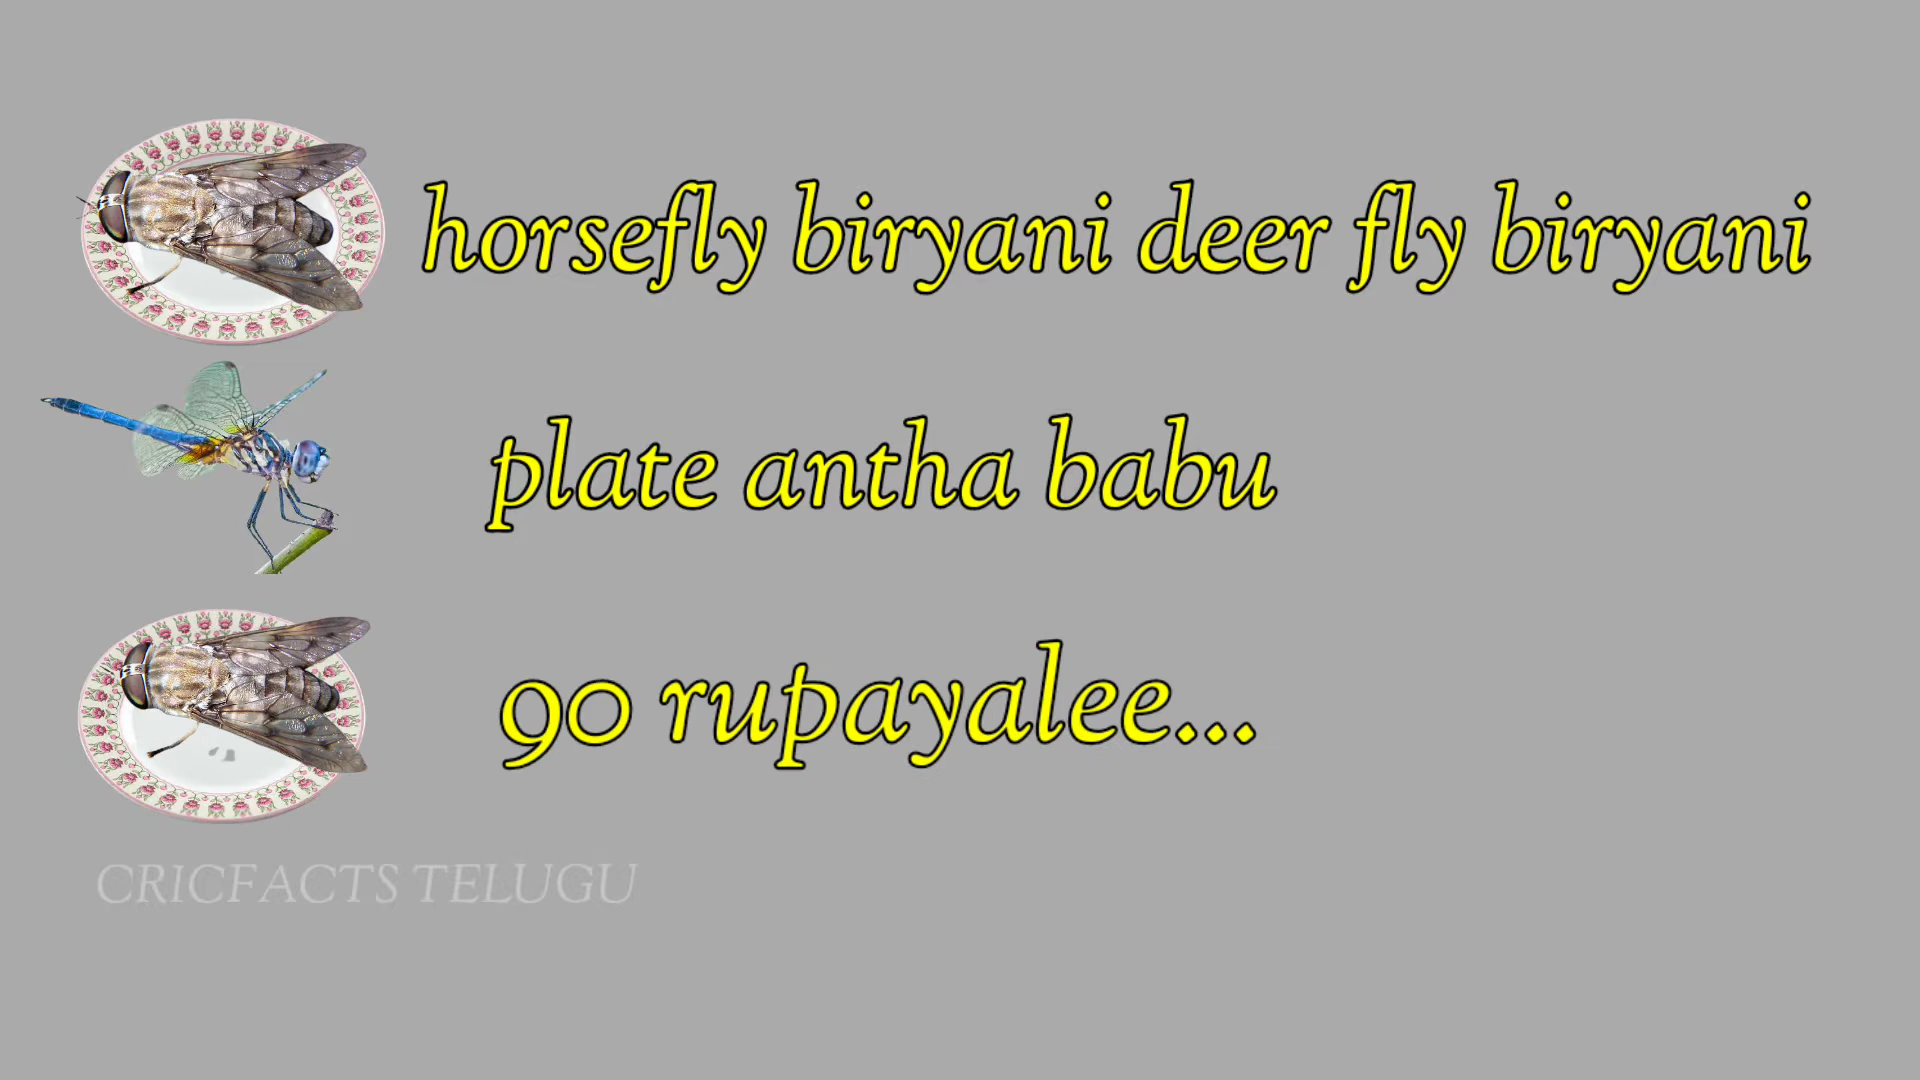 horsefly biryani deer fly biryani
plate antha babu
90 rupayalee...
CRICFACTS TELUGU